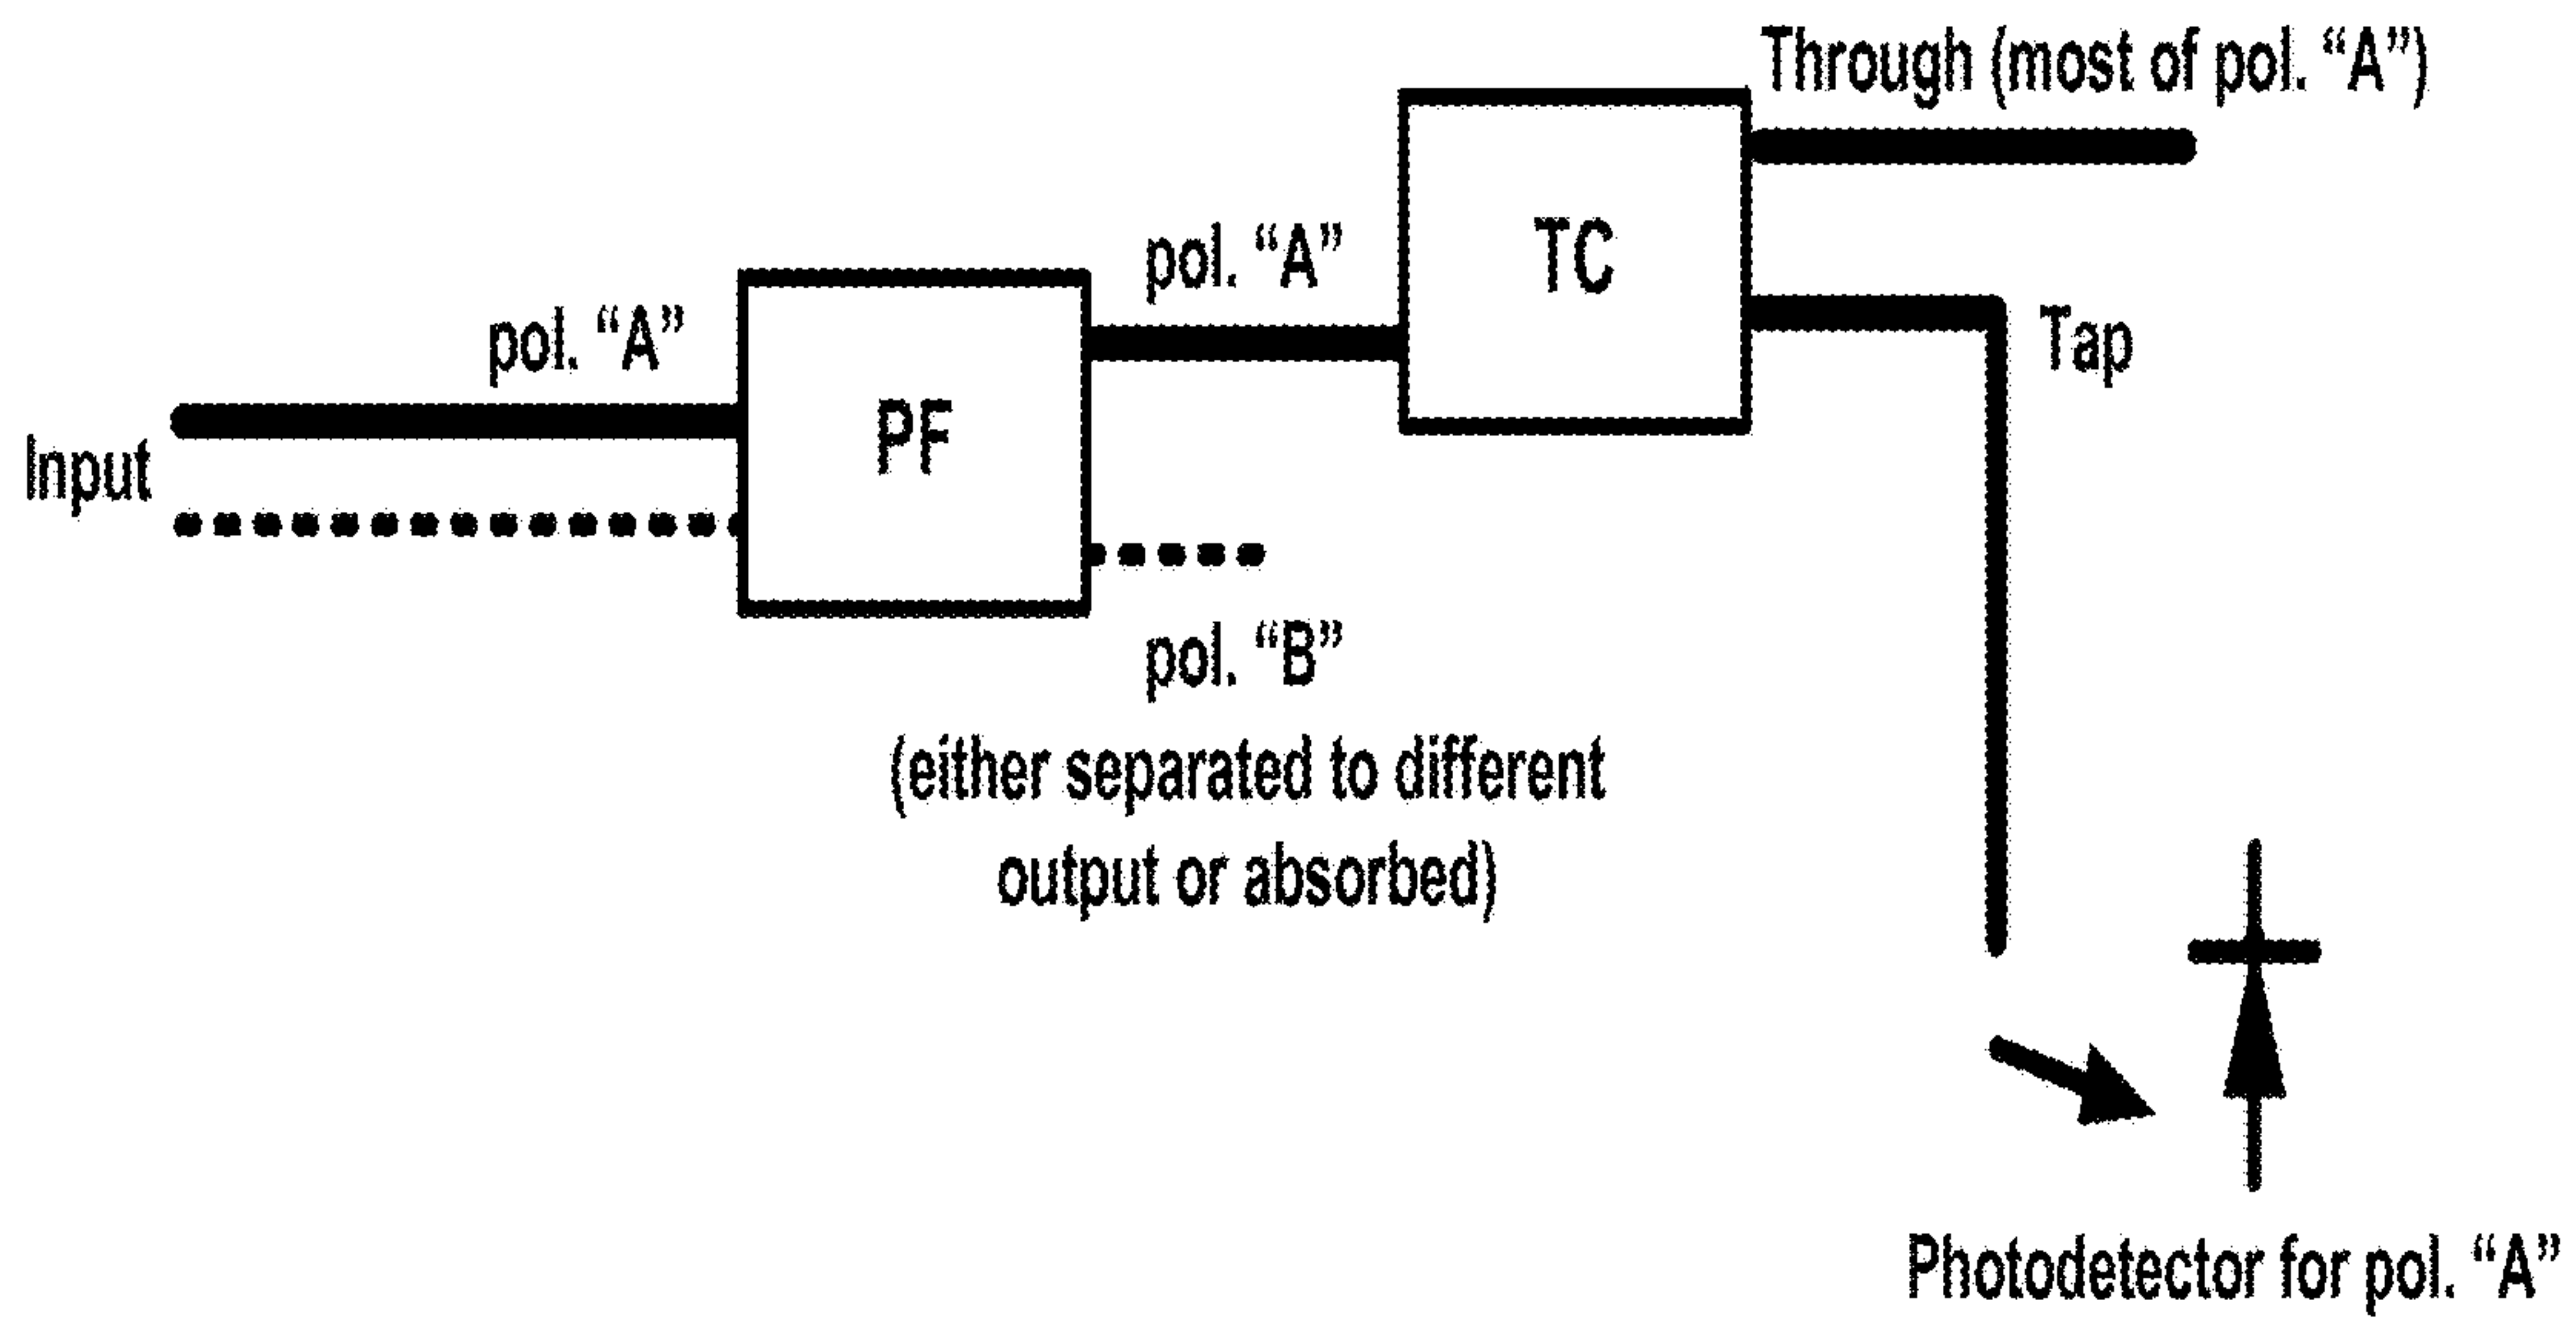 Through (most of pol. “A”)
TC
pol. “A”
pol. “A”
Tap
PF
Input
pol. “B”
(either separated to different
output or absorbed)
Photodetector for pol. “A”